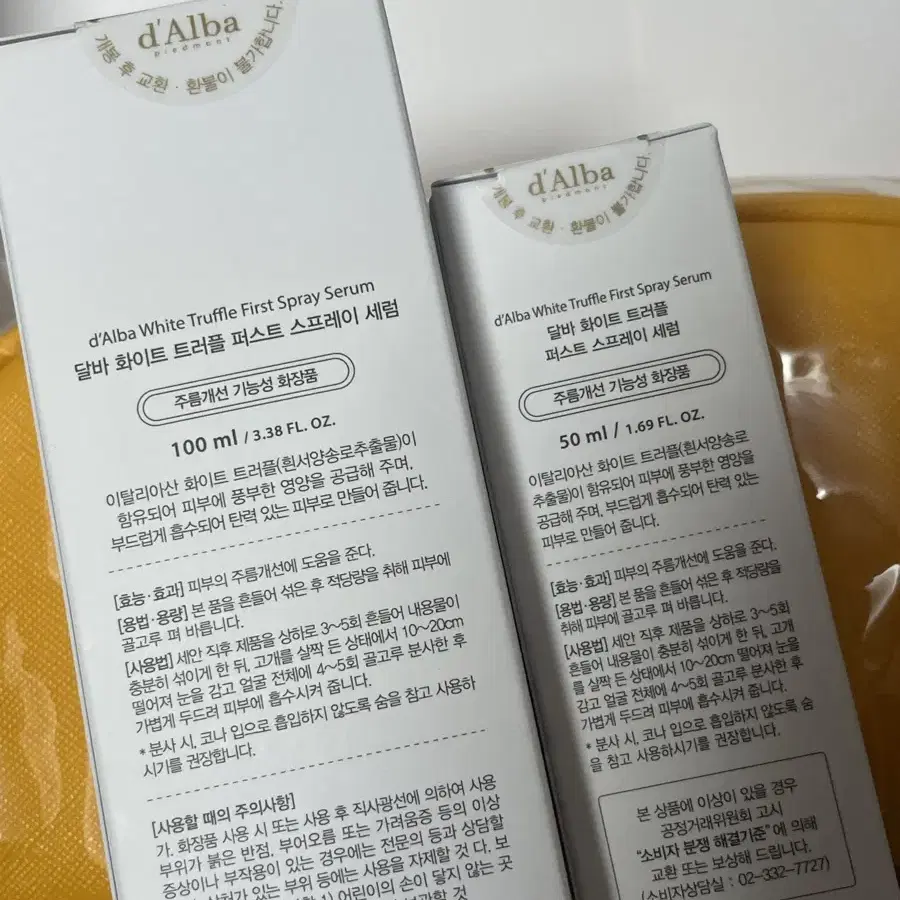 d'Alba
piedmont
개봉 후 교환 · 환불이 불가합니다.
d'Alba White Truffle First Spray Serum
달바 화이트 트러플 퍼스트 스프레이 세럼
주름개선 기능성 화장품
100 ml / 3.38 FL. OZ.
이탈리아산 화이트 트러플(흰서양송로추출물)이
함유되어 피부에 풍부한 영양을 공급해 주며,
부드럽게 흡수되어 탄력 있는 피부로 만들어 줍니다.
[효능·효과] 피부의 주름개선에 도움을 준다.
[용법·용량] 본 품을 흔들어 섞은 후 적당량을 취해 피부에
골고루 펴 바릅니다.
[사용법] 세안 직후 제품을 상하로 3~5회 흔들어 내용물이
충분히 섞이게 한 뒤, 고개를 살짝 든 상태에서 10~20cm
떨어져 눈을 감고 얼굴 전체에 4~5회 골고루 분사한 후
가볍게 두드려 피부에 흡수시켜 줍니다.
* 분사 시, 코나 입으로 흡입하지 않도록 숨을 참고 사용하
시기를 권장합니다.
[사용할 때의 주의사항]
가. 화장품 사용 시 또는 사용 후 직사광선에 의하여 사용
부위가 붉은 반점, 부어오름 또는 가려움증 등의 이상
증상이나 부작용이 있는 경우에는 전문의 등과 상담할
것 나. 상처가 있는 부위 등에는 사용을 자제할 것 다. 보
1) 어린이의 손이 닿지 않는 곳
d'Alba
piedmont
개봉 후 교환 · 환불이 불가합니다.
d'Alba White Truffle First Spray Serum
달바 화이트 트러플
퍼스트 스프레이 세럼
주름개선 기능성 화장품
50 ml / 1.69 FL. OZ.
이탈리아산 화이트 트러플(흰서양송로
추출물)이 함유되어 피부에 풍부한 영양을
공급해 주며, 부드럽게 흡수되어 탄력 있는
피부로 만들어 줍니다.
[효능·효과] 피부의 주름개선에 도움을 준다.
[용법·용량] 본 품을 흔들어 섞은 후 적당량을
취해 피부에 골고루 펴 바릅니다.
[사용법] 세안 직후 제품을 상하로 3~5회
흔들어 내용물이 충분히 섞이게 한 뒤, 고개
를 살짝 든 상태에서 10~20cm 떨어져 눈을
감고 얼굴 전체에 4~5회 골고루 분사한 후
가볍게 두드려 피부에 흡수시켜 줍니다.
* 분사 시, 코나 입으로 흡입하지 않도록 숨
을 참고 사용하시기를 권장합니다.
본 상품에 이상이 있을 경우
공정거래위원회 고시
"소비자 분쟁 해결기준"에 의해
교환 또는 보상해 드립니다.
(소비자상담실 : 02-332-7727)